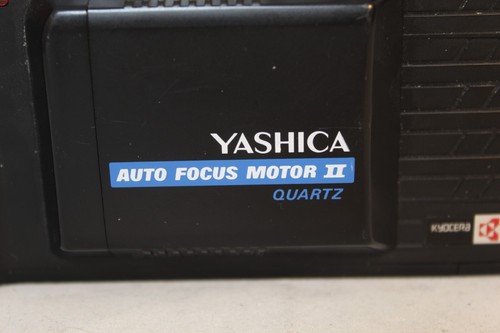 YASHICA
AUTO FOCUS MOTOR II
QUARTZ
KYOCERA